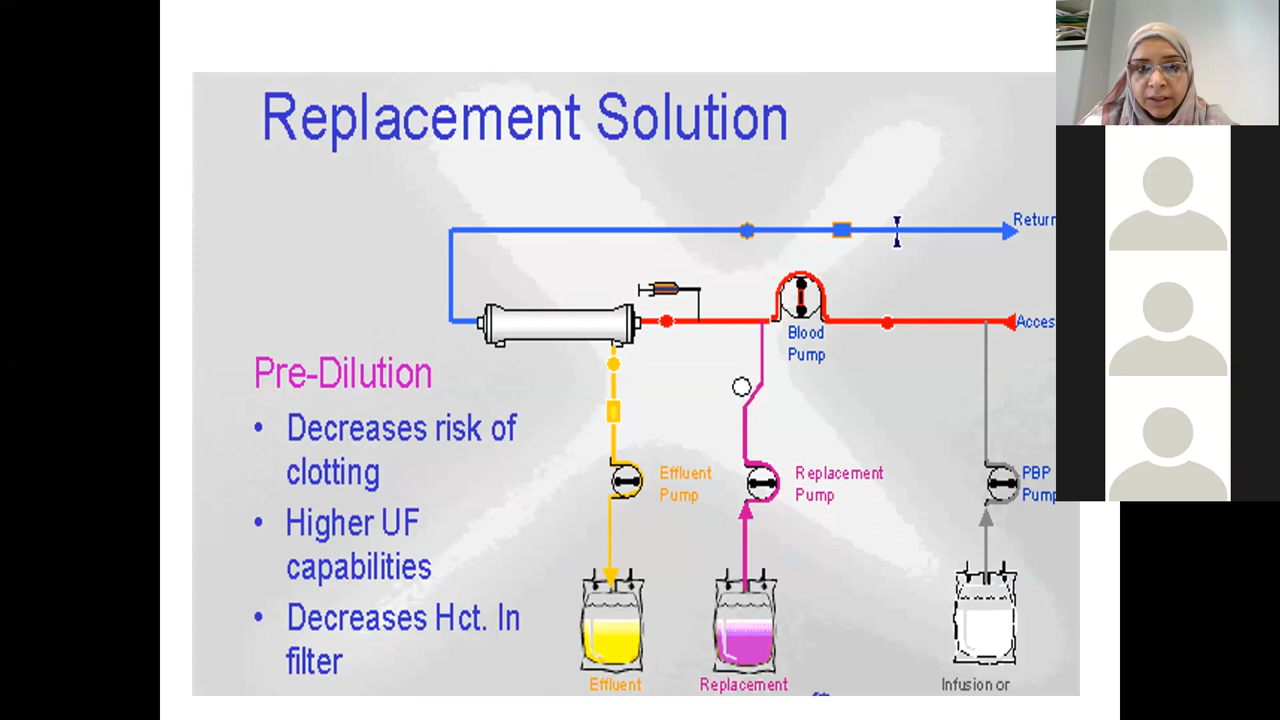 Replacement Solution
Return
Acces
Blood
Pump
Pre-Dilution
• Decreases risk of
clotting
• Higher UF
capabilities
• Decreases Hct. In
filter
Effluent
Pump
Replacement
Pump
PBP
Pump
Effluent
Replacement
Infusion or